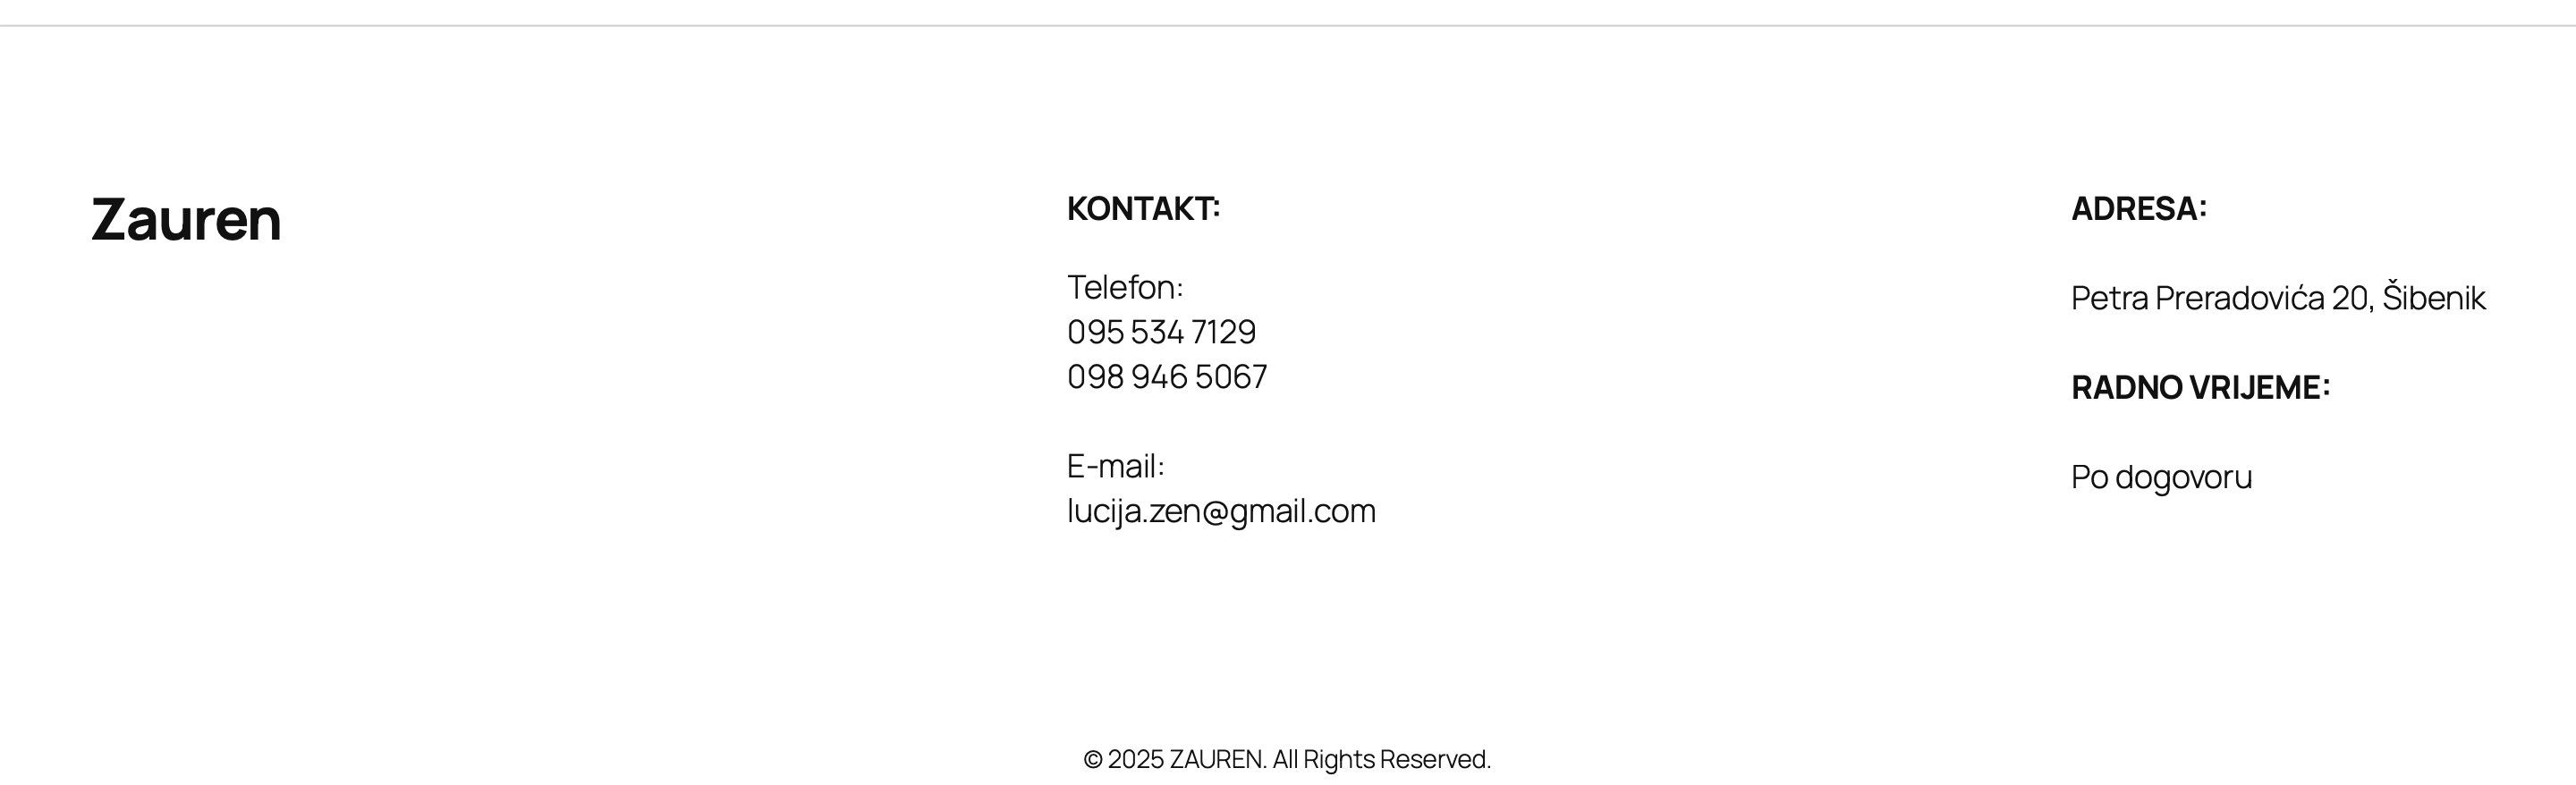 Zauren
KONTAKT:
Telefon:
095 534 7129
098 946 5067
E-mail:
lucija.zen@gmail.com
ADRESA:
Petra Preradovića 20, Šibenik
RADNO VRIJEME:
Po dogovoru
© 2025 ZAUREN. All Rights Reserved.